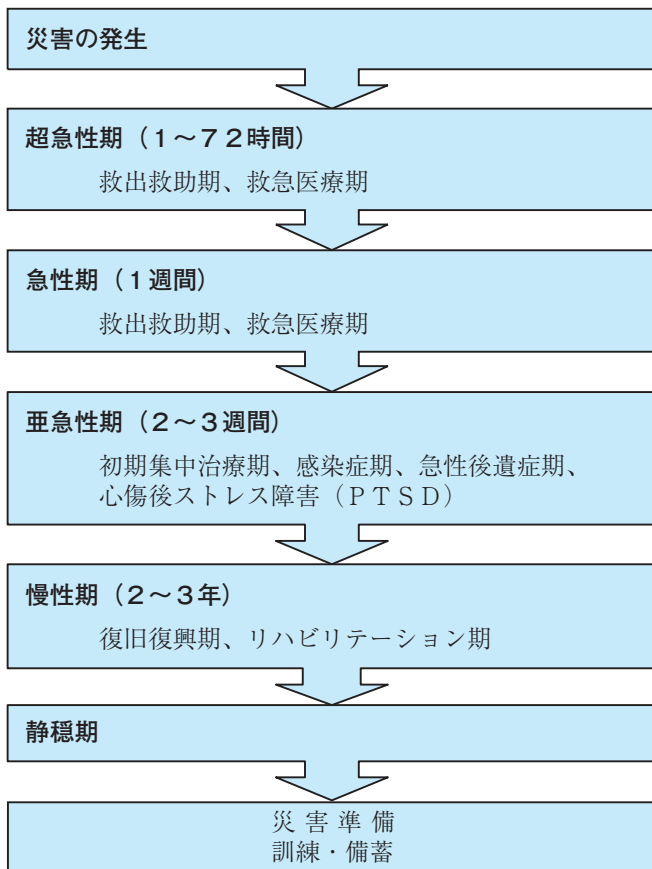 災害の発生
超急性期（１～７２時間）
救出救助期、救急医療期
急性期（１週間）
救出救助期、救急医療期
亜急性期（２～３週間）
初期集中治療期、感染症期、急性後遺症期、
心傷後ストレス障害（ＰＴＳＤ）
慢性期（２～３年）
復旧復興期、リハビリテーション期
静穏期
災 害 準 備
訓練・備蓄